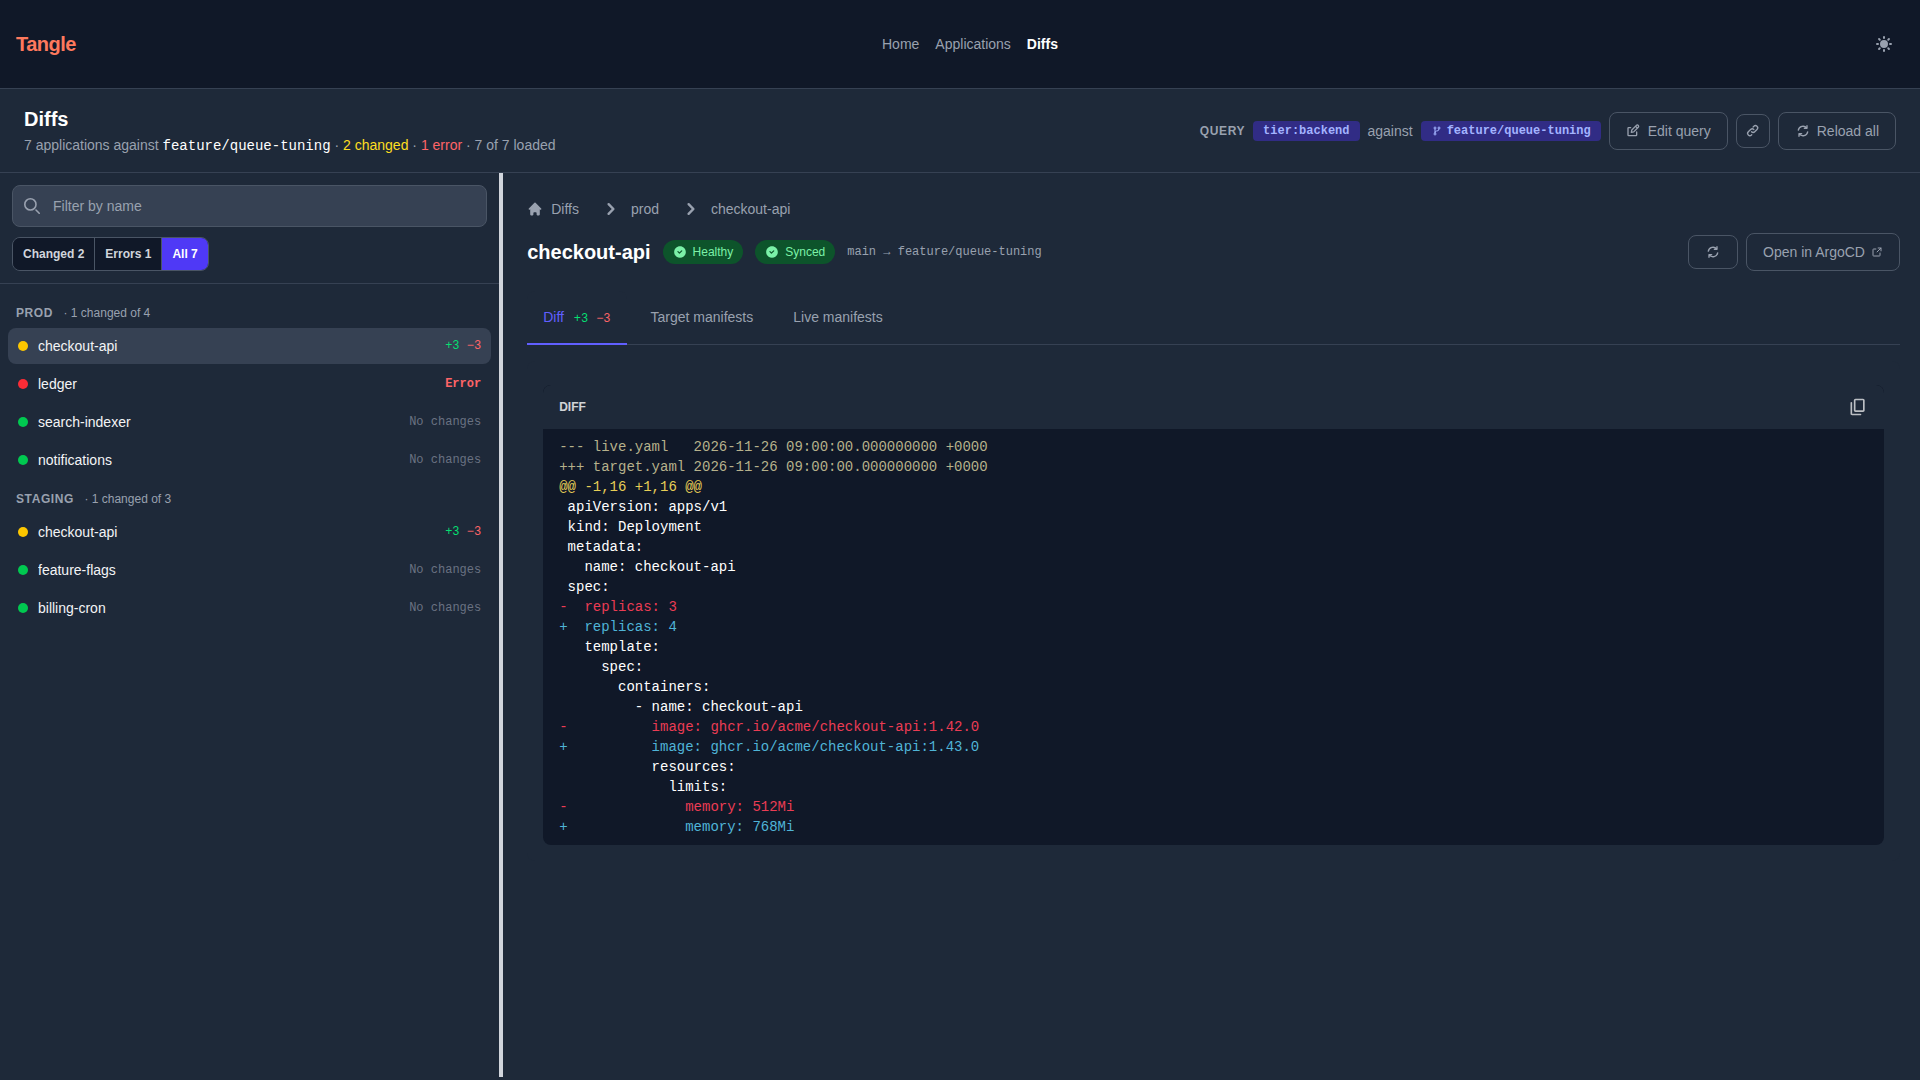 Tangle
Home Applications Diffs
Diffs
7 applications against feature/queue-tuning · 2 changed · 1 error · 7 of 7 loaded
QUERY tier:backend against feature/queue-tuning Edit query Reload all
Filter by name
Changed 2 Errors 1 All 7
PROD · 1 changed of 4
checkout-api +3 −3
ledger Error
search-indexer No changes
notifications No changes
STAGING · 1 changed of 3
checkout-api +3 −3
feature-flags No changes
billing-cron No changes
Diffs prod checkout-api
checkout-api Healthy Synced main → feature/queue-tuning Open in ArgoCD
Diff +3 −3 Target manifests Live manifests
DIFF
--- live.yaml   2026-11-26 09:00:00.000000000 +0000
+++ target.yaml 2026-11-26 09:00:00.000000000 +0000
@@ -1,16 +1,16 @@
 apiVersion: apps/v1
 kind: Deployment
 metadata:
   name: checkout-api
 spec:
-  replicas: 3
+  replicas: 4
   template:
     spec:
       containers:
         - name: checkout-api
-          image: ghcr.io/acme/checkout-api:1.42.0
+          image: ghcr.io/acme/checkout-api:1.43.0
           resources:
             limits:
-              memory: 512Mi
+              memory: 768Mi